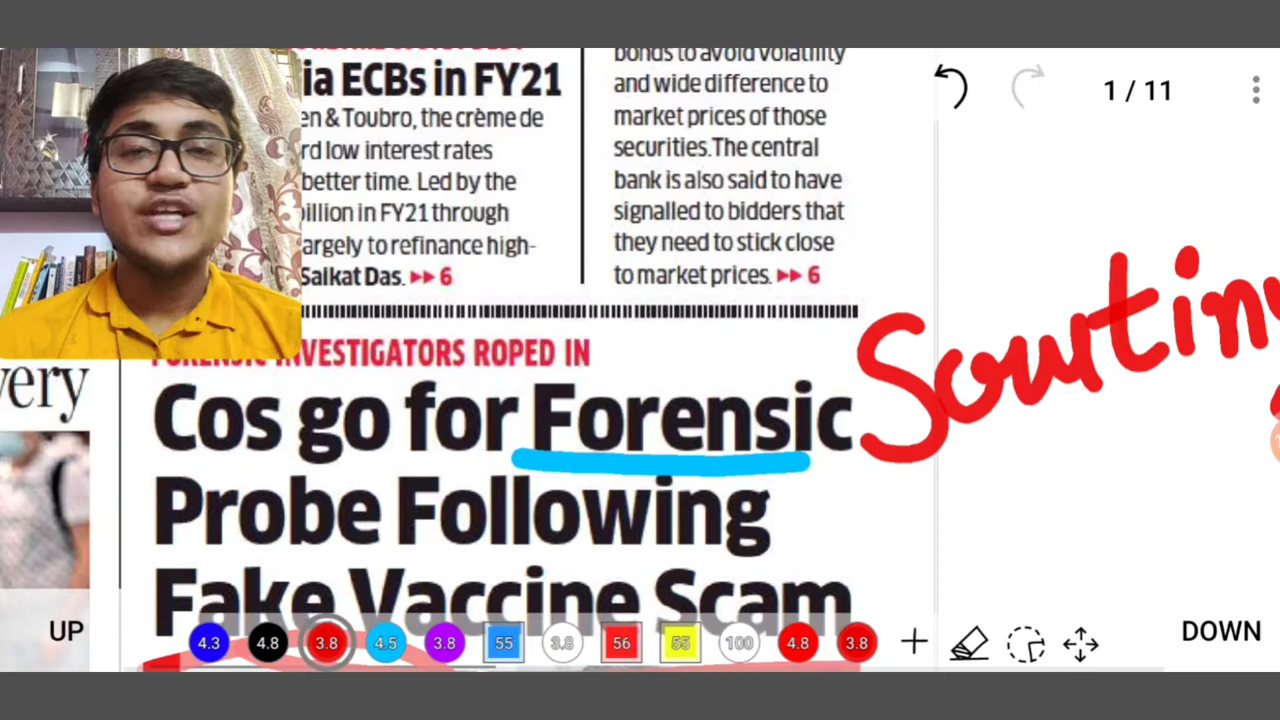 ia ECBs in FY21
en & Toubro, the crème de
rd low interest rates
better time. Led by the
billion in FY21 through
argely to refinance high-
Saikat Das. 6
bonds to avoid volatility
and wide difference to
market prices of those
securities.The central
bank is also said to have
signalled to bidders that
they need to stick close
to market prices. 6
FORENSIC INVESTIGATORS ROPED IN
Cos go for Forensic
Probe Following
Fake Vaccine Scam
very
1 / 11
UP
4.3 4.8 3.8 4.5 3.8 55 3.8 56 55 100 4.8 3.8
DOWN